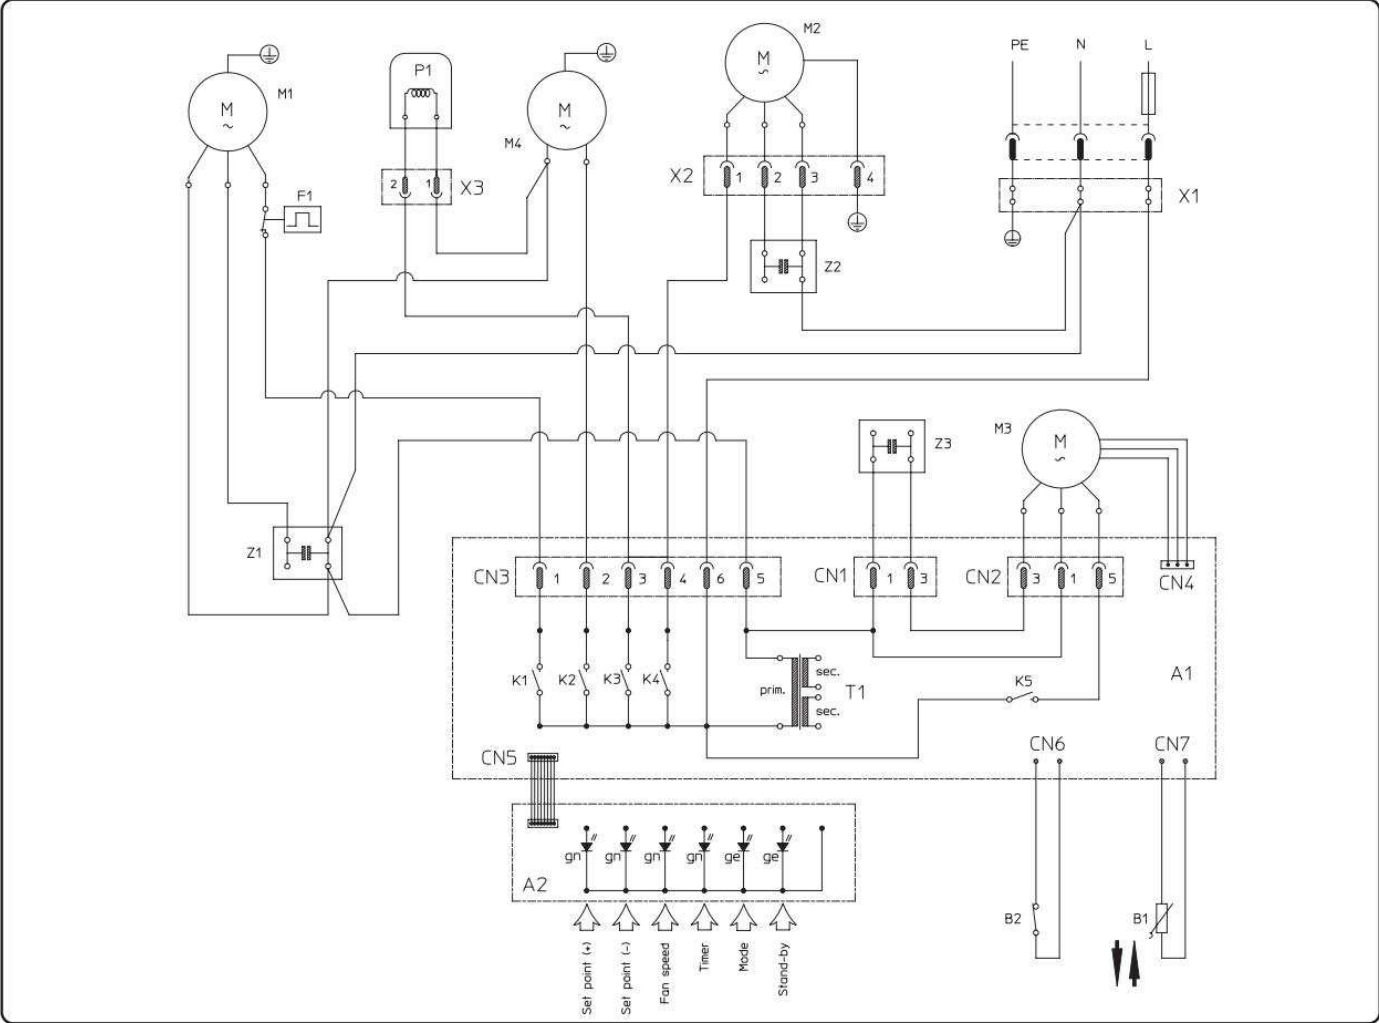 M2
PE N L
P1
M
M1
M
M4
M
X2 1 2 3 4
2 1 X3
X1
F1
Z2
M3
M
Z3
Z1
CN3 1 2 3 4 6 5
CN1 1 3
CN2 3 1 5
CN4
K1 K2 K3 K4
prim.
sec.
sec.
T1
K5
A1
CN5
CN6
CN7
gn gn gn gn ge ge
A2
B2
B1
Set point (+)
Set point (-)
Fan speed
Timer
Mode
Stand-by